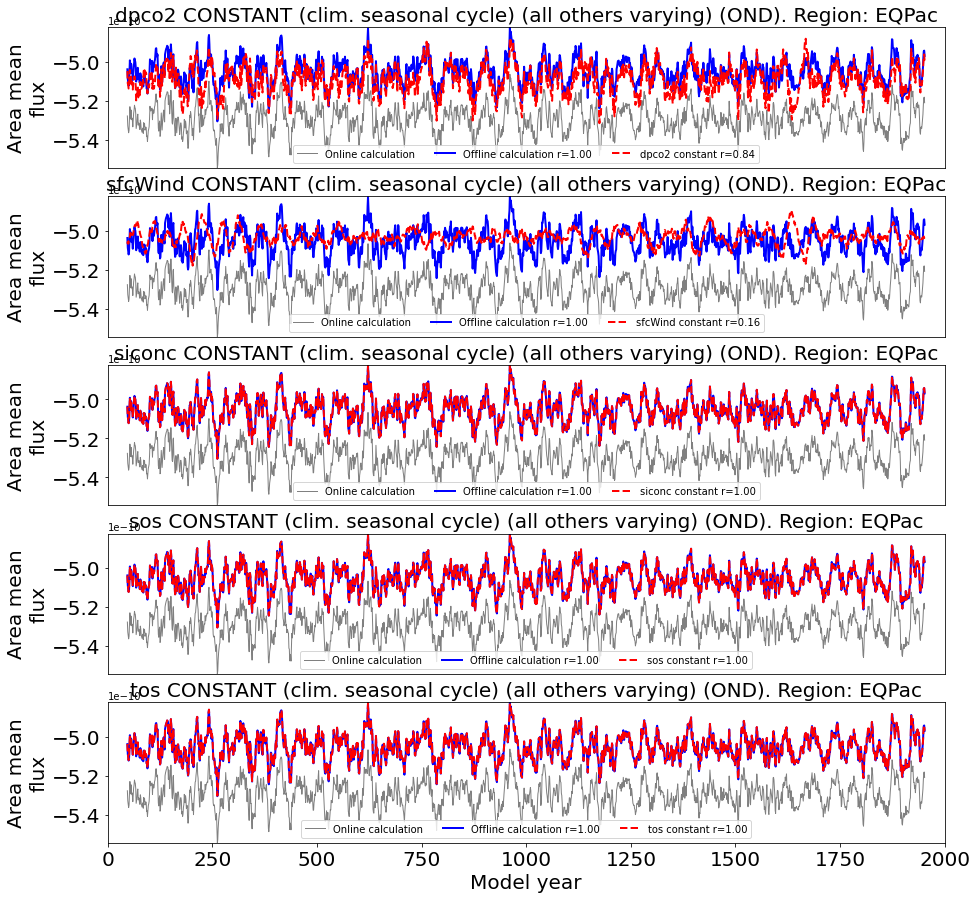 dpco2 CONSTANT (clim. seasonal cycle) (all others varying) (OND). Region: EQPac
1e−10
Area mean
flux
−5.0
−5.2
−5.4
Online calculation
Offline calculation r=1.00
dpco2 constant r=0.84
sfcWind CONSTANT (clim. seasonal cycle) (all others varying) (OND). Region: EQPac
1e−10
Area mean
flux
−5.0
−5.2
−5.4
Online calculation
Offline calculation r=1.00
sfcWind constant r=0.16
siconc CONSTANT (clim. seasonal cycle) (all others varying) (OND). Region: EQPac
1e−10
Area mean
flux
−5.0
−5.2
−5.4
Online calculation
Offline calculation r=1.00
siconc constant r=1.00
sos CONSTANT (clim. seasonal cycle) (all others varying) (OND). Region: EQPac
1e−10
Area mean
flux
−5.0
−5.2
−5.4
Online calculation
Offline calculation r=1.00
sos constant r=1.00
tos CONSTANT (clim. seasonal cycle) (all others varying) (OND). Region: EQPac
1e−10
Area mean
flux
−5.0
−5.2
−5.4
Online calculation
Offline calculation r=1.00
tos constant r=1.00
0 250 500 750 1000 1250 1500 1750 2000
Model year